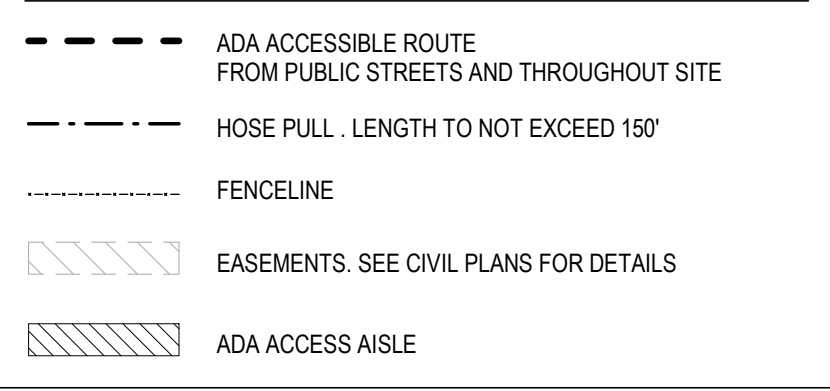 ADA ACCESSIBLE ROUTE
FROM PUBLIC STREETS AND THROUGHOUT SITE
HOSE PULL . LENGTH TO NOT EXCEED 150'
FENCELINE
EASEMENTS. SEE CIVIL PLANS FOR DETAILS
ADA ACCESS AISLE